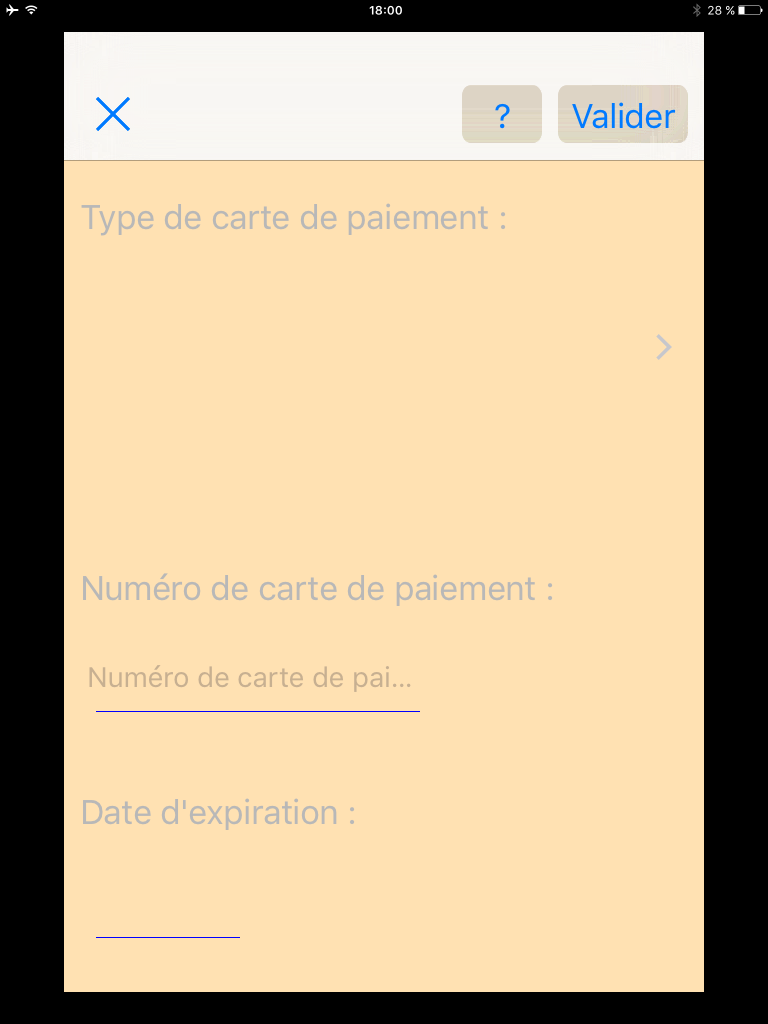 18:00
28 %
?
Valider
Type de carte de paiement :
Numéro de carte de paiement :
Numéro de carte de pai...
Date d'expiration :